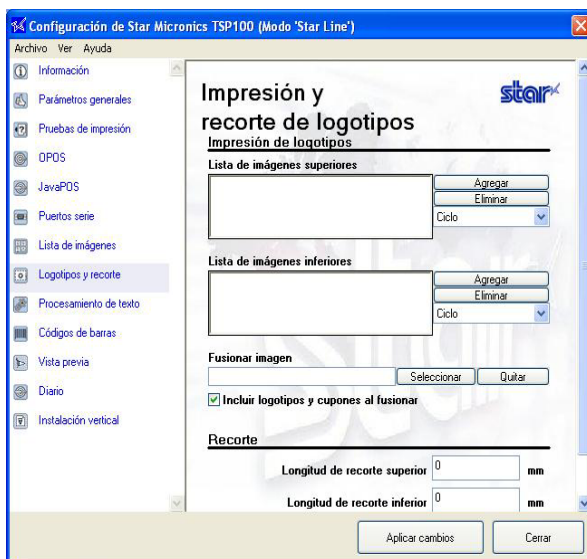 Configuración de Star Micronics TSP100 (Modo 'Star Line')
Archivo Ver Ayuda
Información
Parámetros generales
Pruebas de impresión
OPOS
JavaPOS
Puertos serie
Lista de imágenes
Logotipos y recorte
Procesamiento de texto
Códigos de barras
Vista previa
Diario
Instalación vertical
star
Impresión y
recorte de logotipos
Impresión de logotipos
Lista de imágenes superiores
Agregar
Eliminar
Ciclo
Lista de imágenes inferiores
Agregar
Eliminar
Ciclo
Fusionar imagen
Seleccionar Quitar
Incluir logotipos y cupones al fusionar
Recorte
Longitud de recorte superior 0 mm
Longitud de recorte inferior 0 mm
Aplicar cambios Cerrar